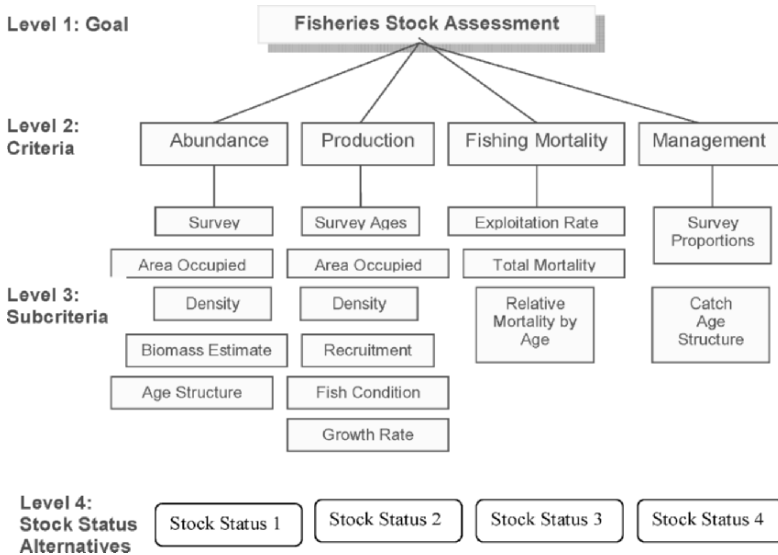 Level 1: Goal
Fisheries Stock Assessment
Level 2:
Criteria
Abundance
Production
Fishing Mortality
Management
Level 3:
Subcriteria
Survey
Area Occupied
Density
Biomass Estimate
Age Structure
Survey Ages
Area Occupied
Density
Recruitment
Fish Condition
Growth Rate
Exploitation Rate
Total Mortality
Relative
Mortality by
Age
Survey
Proportions
Catch
Age
Structure
Level 4:
Stock Status
Alternatives
Stock Status 1
Stock Status 2
Stock Status 3
Stock Status 4